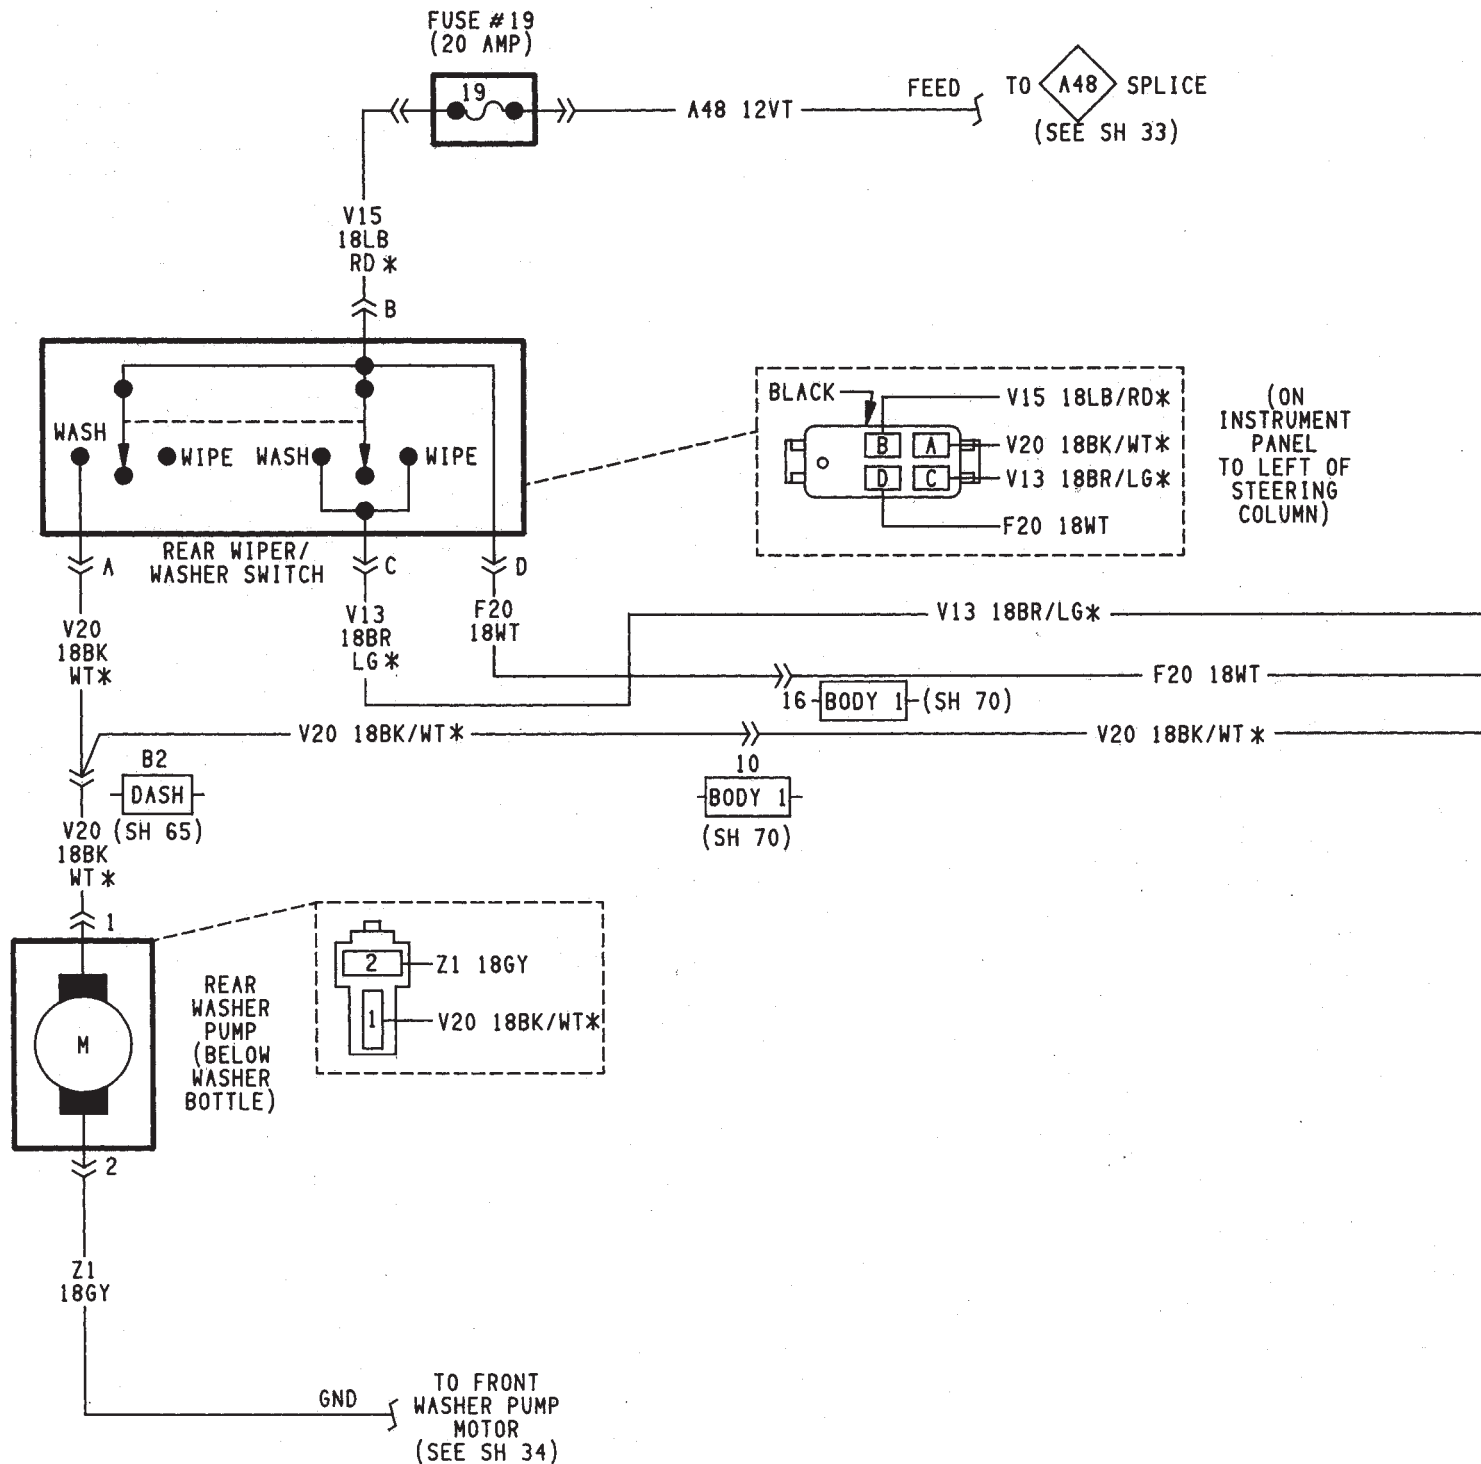 FUSE #19
(20 AMP)
19
A48 12VT
FEED
TO A48 SPLICE
(SEE SH 33)
V15
18LB
RD*
B
WASH
WIPE
WASH
WIPE
REAR WIPER/
WASHER SWITCH
A
C
D
BLACK
B
A
D
C
V15 18LB/RD*
V20 18BK/WT*
V13 18BR/LG*
F20 18WT
(ON
INSTRUMENT
PANEL
TO LEFT OF
STEERING
COLUMN)
V20
18BK
WT*
V13
18BR
LG*
F20
18WT
V13 18BR/LG*
F20 18WT
16 BODY 1 (SH 70)
V20 18BK/WT*
V20 18BK/WT*
10
BODY 1
(SH 70)
B2
DASH
(SH 65)
V20
18BK
WT*
1
M
2
REAR
WASHER
PUMP
(BELOW
WASHER
BOTTLE)
2
Z1 18GY
1
V20 18BK/WT*
Z1
18GY
GND
TO FRONT
WASHER PUMP
MOTOR
(SEE SH 34)